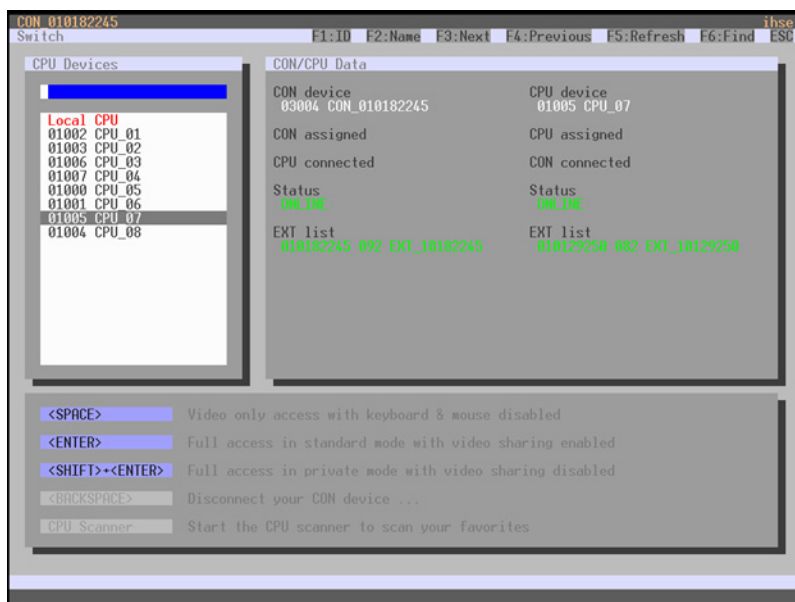 CON_010182245 ihse
Switch F1:ID F2:Name F3:Next F4:Previous F5:Refresh F6:Find ESC
CPU Devices
Local CPU
01002 CPU_01
01003 CPU_02
01006 CPU_03
01007 CPU_04
01000 CPU_05
01001 CPU_06
01005 CPU_07
01004 CPU_08
CON/CPU Data
CON device CPU device
03004 CON_010182245 01005 CPU_07
CON assigned CPU assigned
CPU connected CON connected
Status Status
ONLINE ONLINE
EXT list EXT list
010182245 092 EXT_10182245 010129250 082 EXT_10129250
<SPACE> Video only access with keyboard & mouse disabled
<ENTER> Full access in standard mode with video sharing enabled
<SHIFT>+<ENTER> Full access in private mode with video sharing disabled
<BACKSPACE> Disconnect your CON device ...
CPU Scanner Start the CPU scanner to scan your favorites